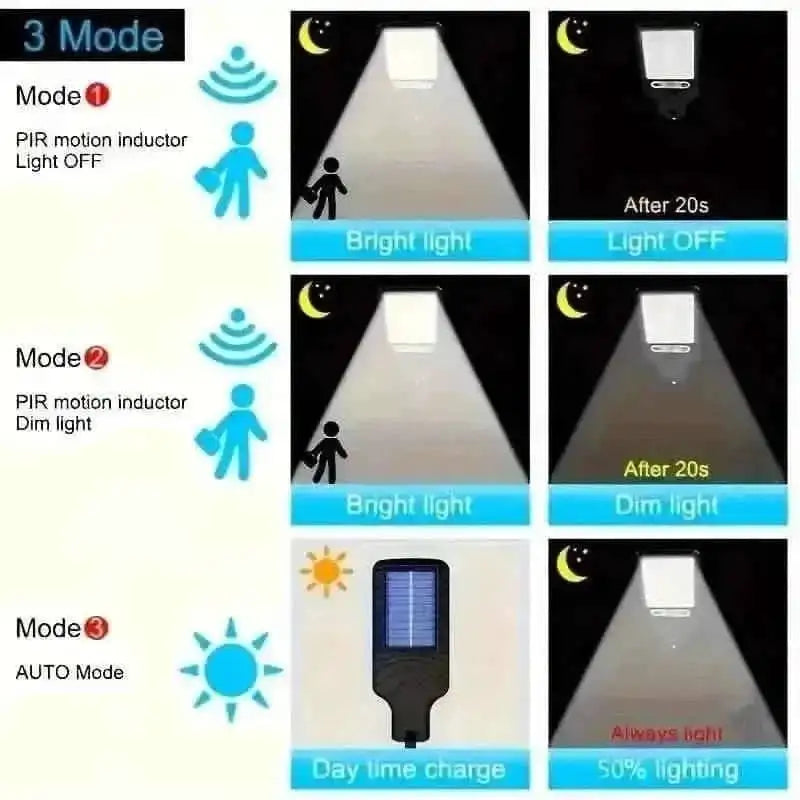 3 Mode
Mode 1
PIR motion inductor
Light OFF
Bright light
After 20s
Light OFF
Mode 2
PIR motion inductor
Dim light
Bright light
After 20s
Dim light
Mode 3
AUTO Mode
Day time charge
Always light
50% lighting